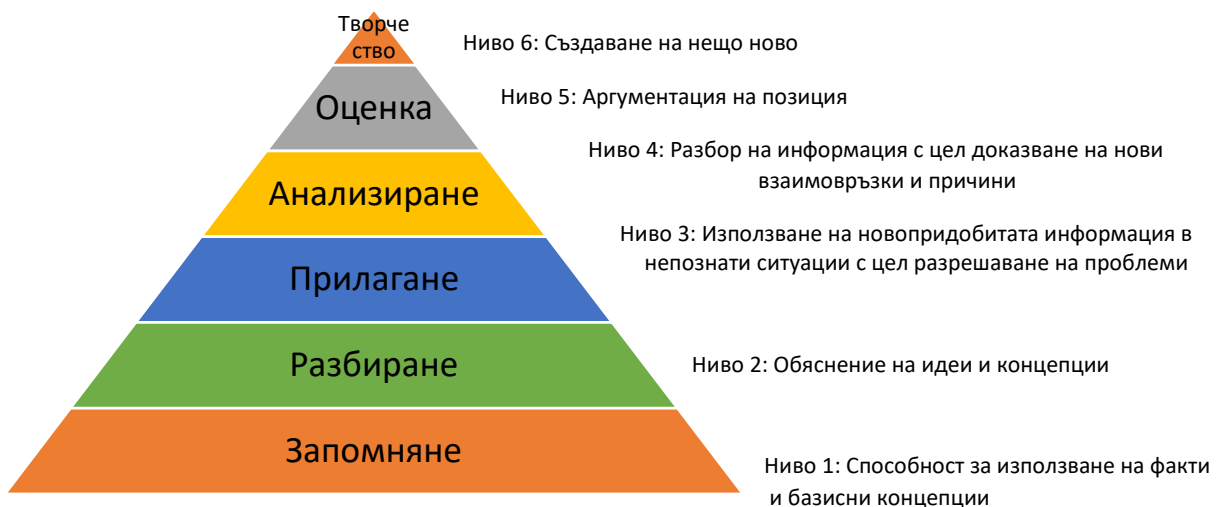 Творче
ство
Ниво 6: Създаване на нещо ново
Оценка
Ниво 5: Аргументация на позиция
Анализиране
Ниво 4: Разбор на информация с цел доказване на нови
взаимовръзки и причини
Прилагане
Ниво 3: Използване на новопридобитата информация в
непознати ситуации с цел разрешаване на проблеми
Разбиране
Ниво 2: Обяснение на идеи и концепции
Запомняне
Ниво 1: Способност за използване на факти
и базисни концепции